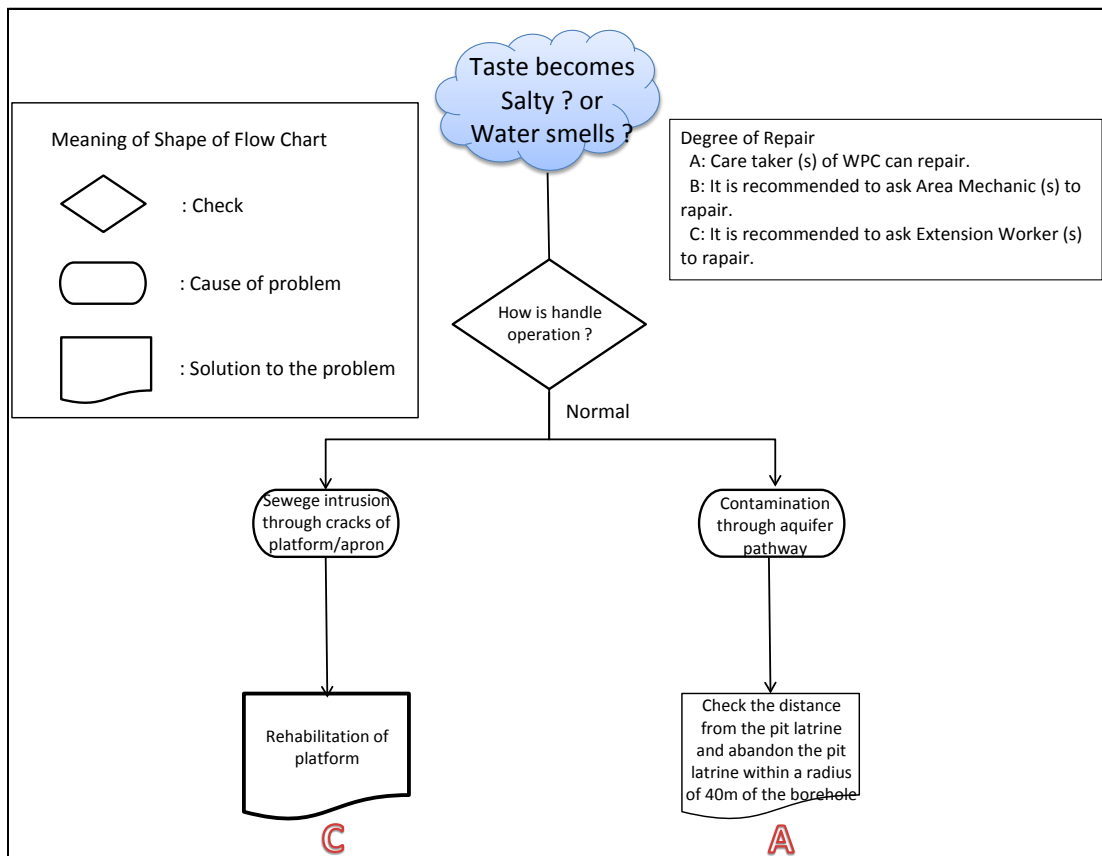 Taste becomes
Salty ? or
Water smells ?
Meaning of Shape of Flow Chart
: Check
: Cause of problem
: Solution to the problem
Degree of Repair
A: Care taker (s) of WPC can repair.
B: It is recommended to ask Area Mechanic (s) to
rapair.
C: It is recommended to ask Extension Worker (s)
to rapair.
How is handle
operation ?
Normal
Sewege intrusion
through cracks of
platform/apron
Contamination
through aquifer
pathway
Rehabilitation of
platform
Check the distance
from the pit latrine
and abandon the pit
latrine within a radius
of 40m of the borehole
C
A